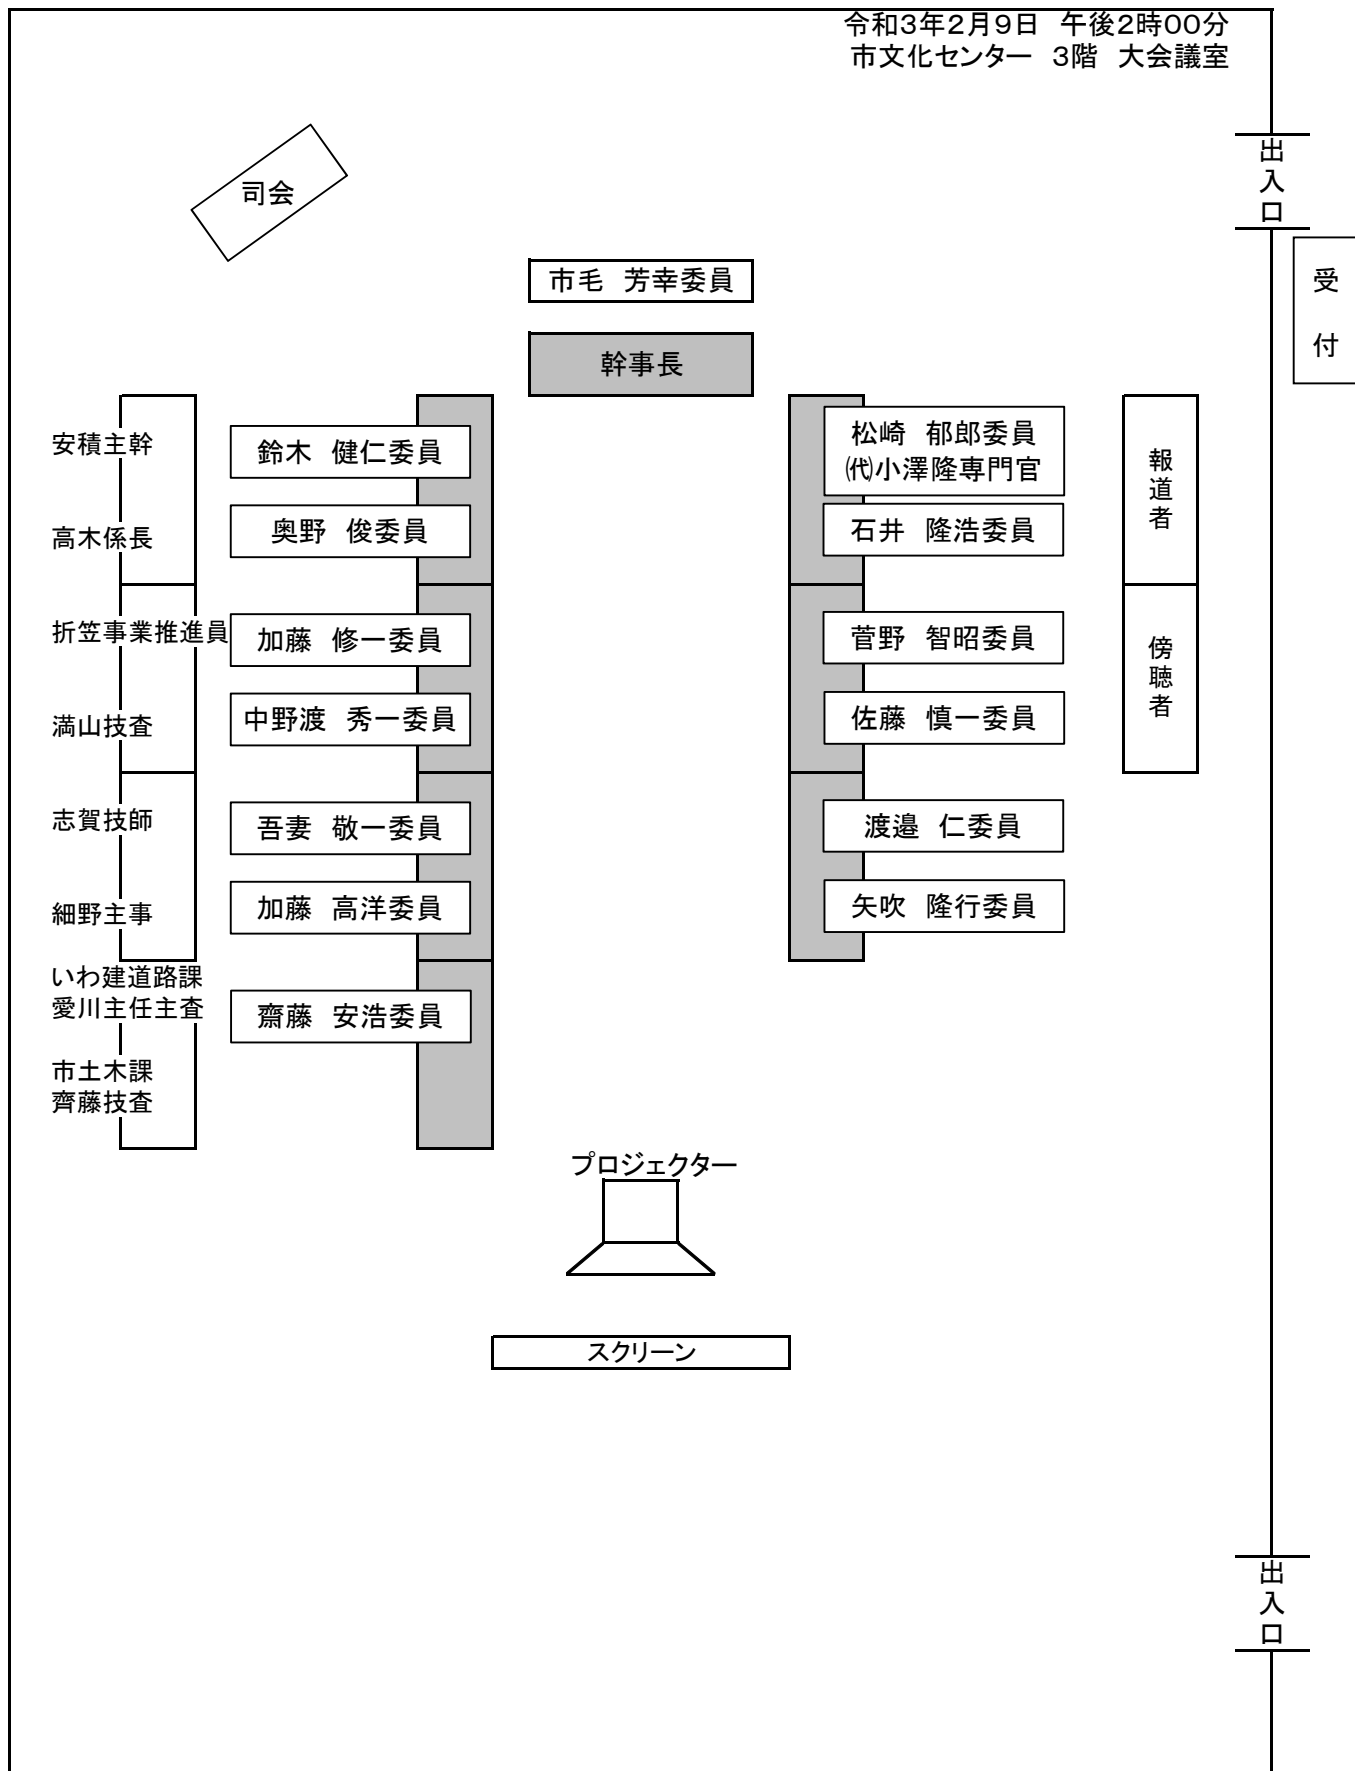 令和3年2月9日 午後2時00分
市文化センター 3階 大会議室
出入口
司会
市毛 芳幸委員
受付
幹事長
安積主幹
高木係長
折笠事業推進員
満山技査
志賀技師
細野主事
いわ建道路課
愛川主任主査
市土木課
齊藤技査
鈴木 健仁委員
奥野 俊委員
加藤 修一委員
中野渡 秀一委員
吾妻 敬一委員
加藤 高洋委員
齋藤 安浩委員
松崎 郁郎委員
㈹小澤隆専門官
石井 隆浩委員
菅野 智昭委員
佐藤 慎一委員
渡邉 仁委員
矢吹 隆行委員
報道者
傍聴者
プロジェクター
スクリーン
出入口